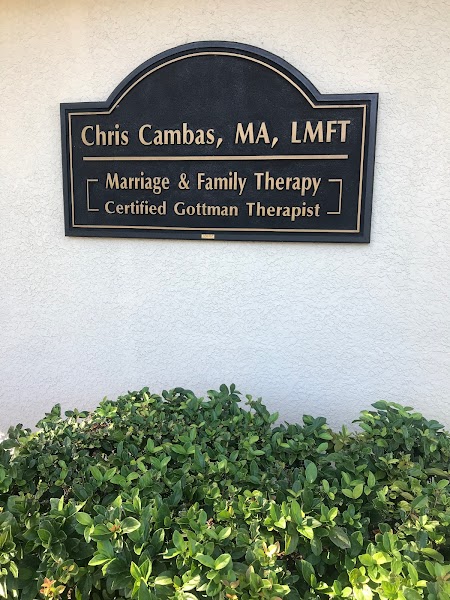 Chris Cambas, MA, LMFT
Marriage & Family Therapy
Certified Gottman Therapist